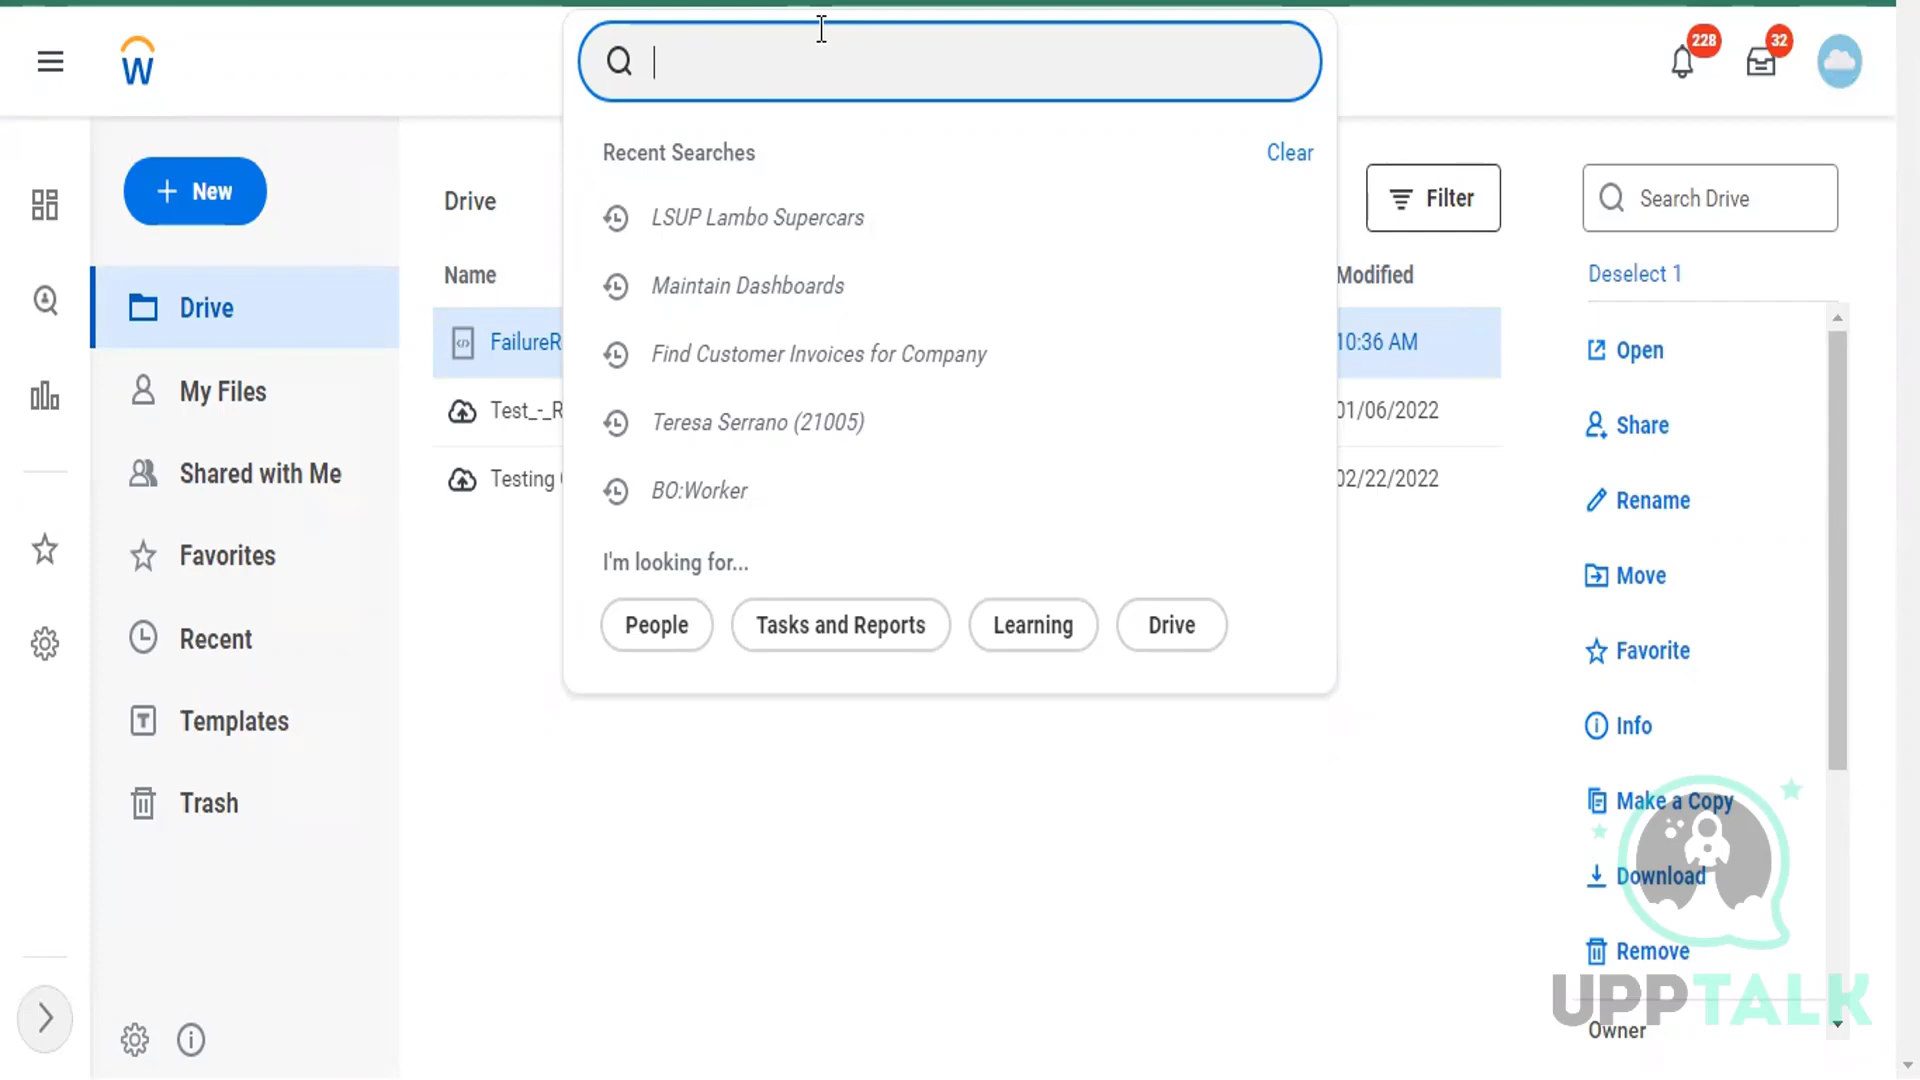 W
228
32
Recent Searches
Clear
LSUP Lambo Supercars
Maintain Dashboards
Find Customer Invoices for Company
Teresa Serrano (21005)
BO:Worker
I'm looking for...
People
Tasks and Reports
Learning
Drive
+ New
Drive
My Files
Shared with Me
Favorites
Recent
Templates
Trash
Drive
Filter
Search Drive
Name
Modified
FailureR
10:36 AM
Test_-_R
01/06/2022
Testing
02/22/2022
Deselect 1
Open
Share
Rename
Move
Favorite
Info
Make a Copy
Download
Remove
Owner
UPPTALK